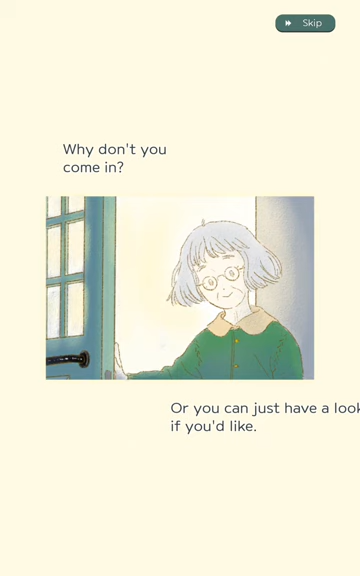 Skip
Why don't you
come in?
Or you can just have a look
if you'd like.